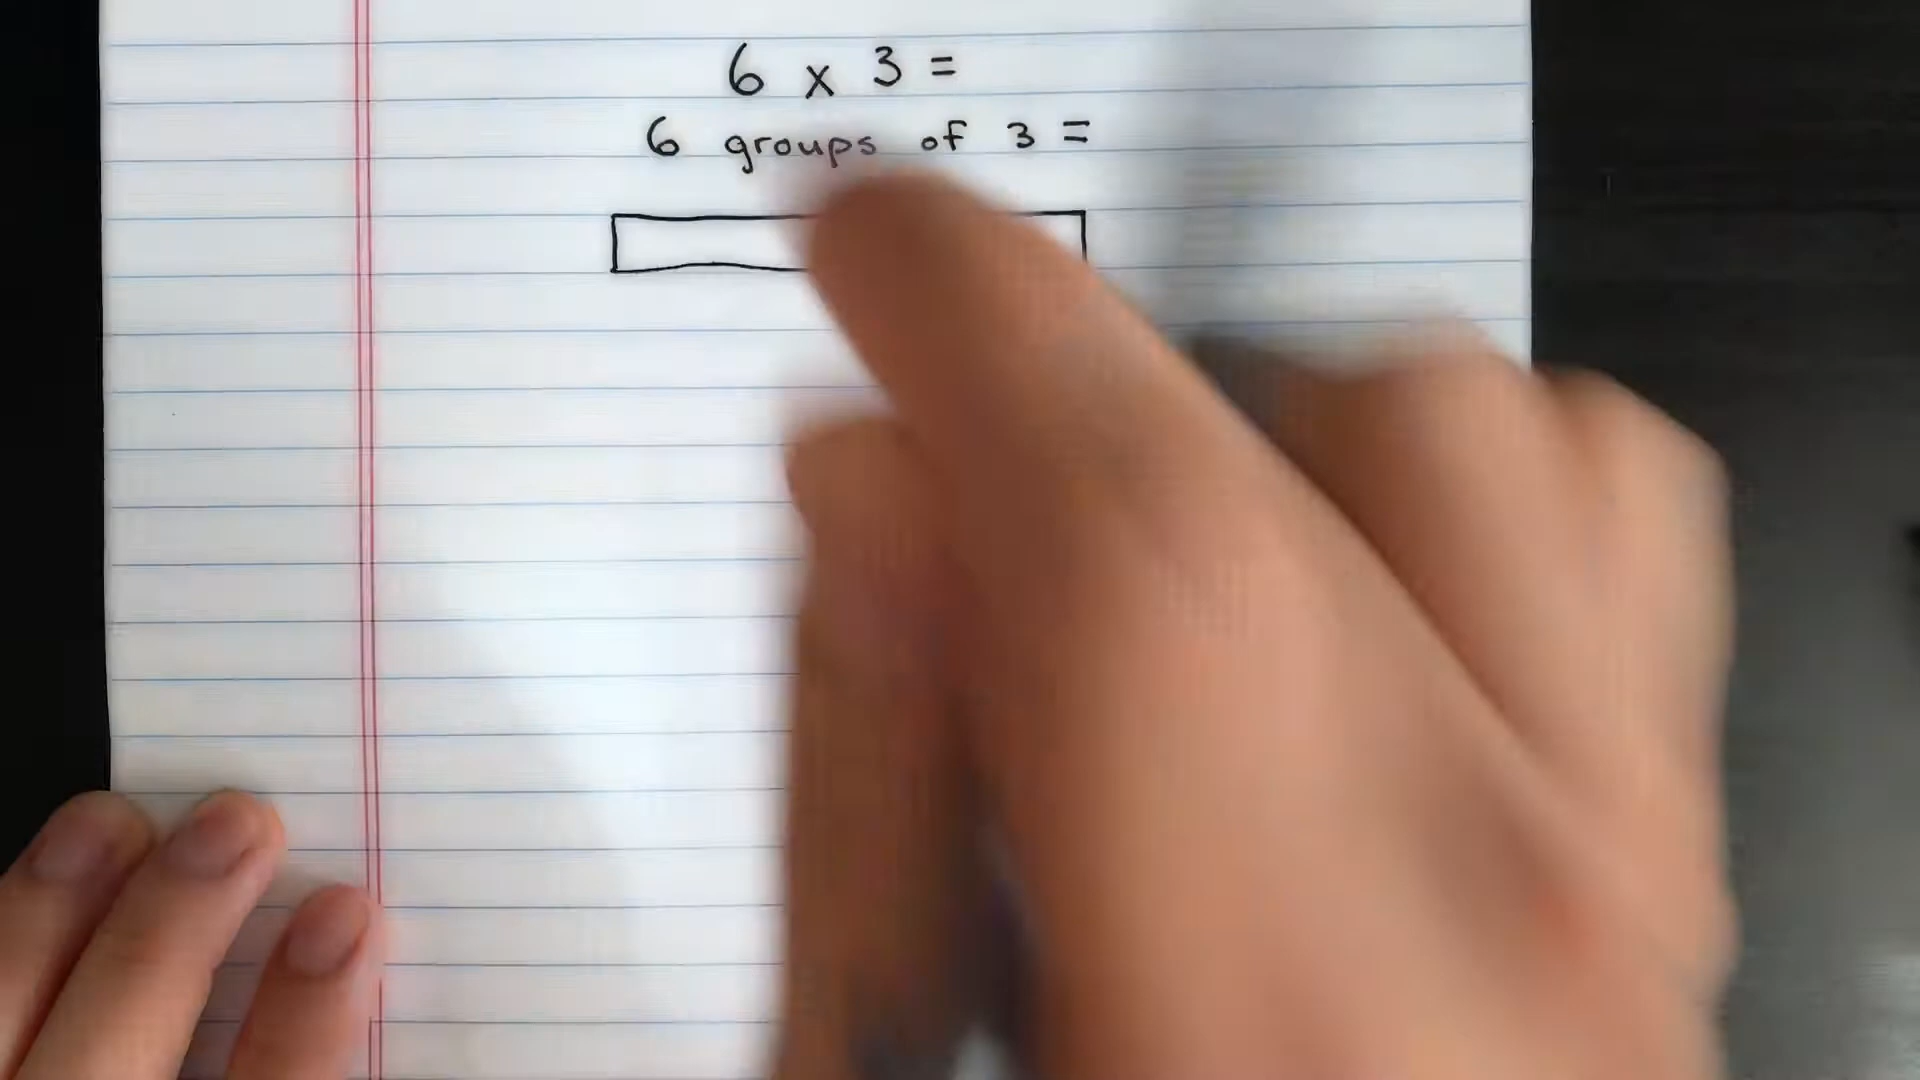 6 x 3 =
6 groups of 3 =